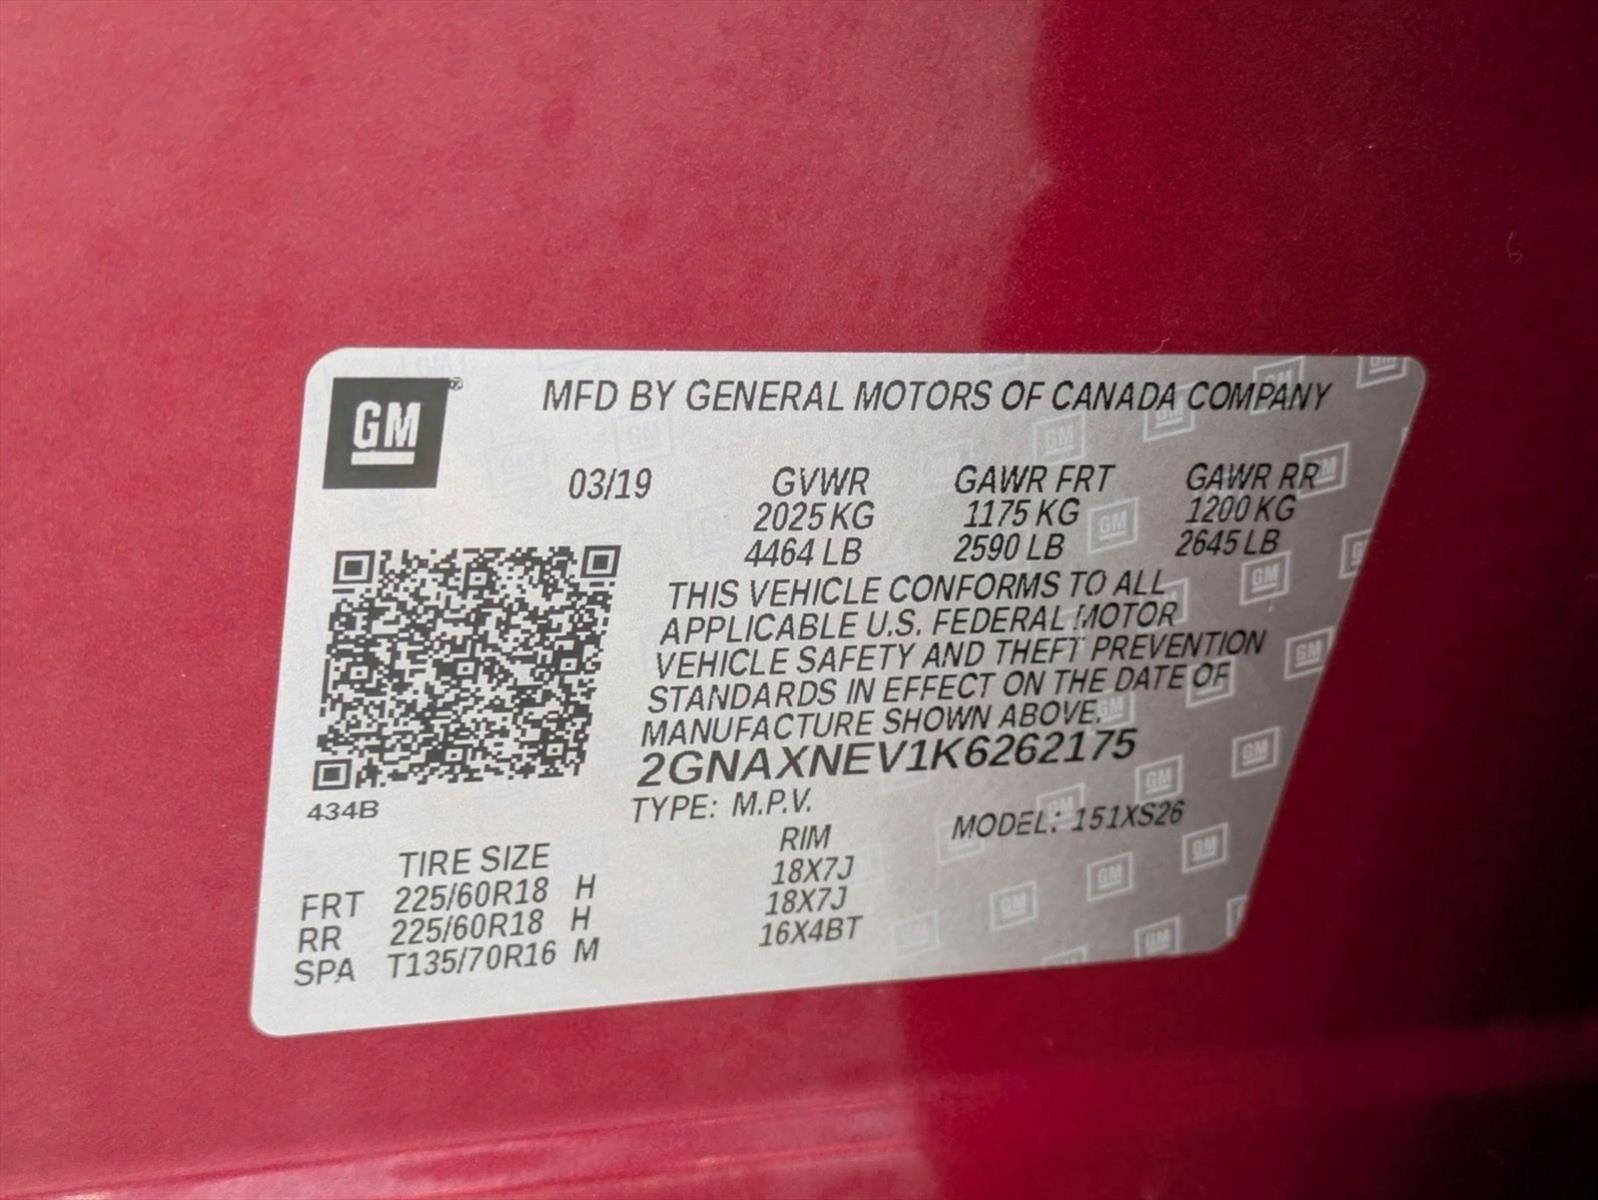 GM
MFD BY GENERAL MOTORS OF CANADA COMPANY
03/19 GVWR GAWR FRT GAWR RR
2025 KG 1175 KG 1200 KG
4464 LB 2590 LB 2645 LB
THIS VEHICLE CONFORMS TO ALL
APPLICABLE U.S. FEDERAL MOTOR
VEHICLE SAFETY AND THEFT PREVENTION
STANDARDS IN EFFECT ON THE DATE OF
MANUFACTURE SHOWN ABOVE.
2GNAXNEV1K6262175
434B
TYPE: M.P.V. MODEL: 151XS26
TIRE SIZE RIM
FRT 225/60R18 H 18X7J
RR 225/60R18 H 18X7J
SPA T135/70R16 M 16X4BT